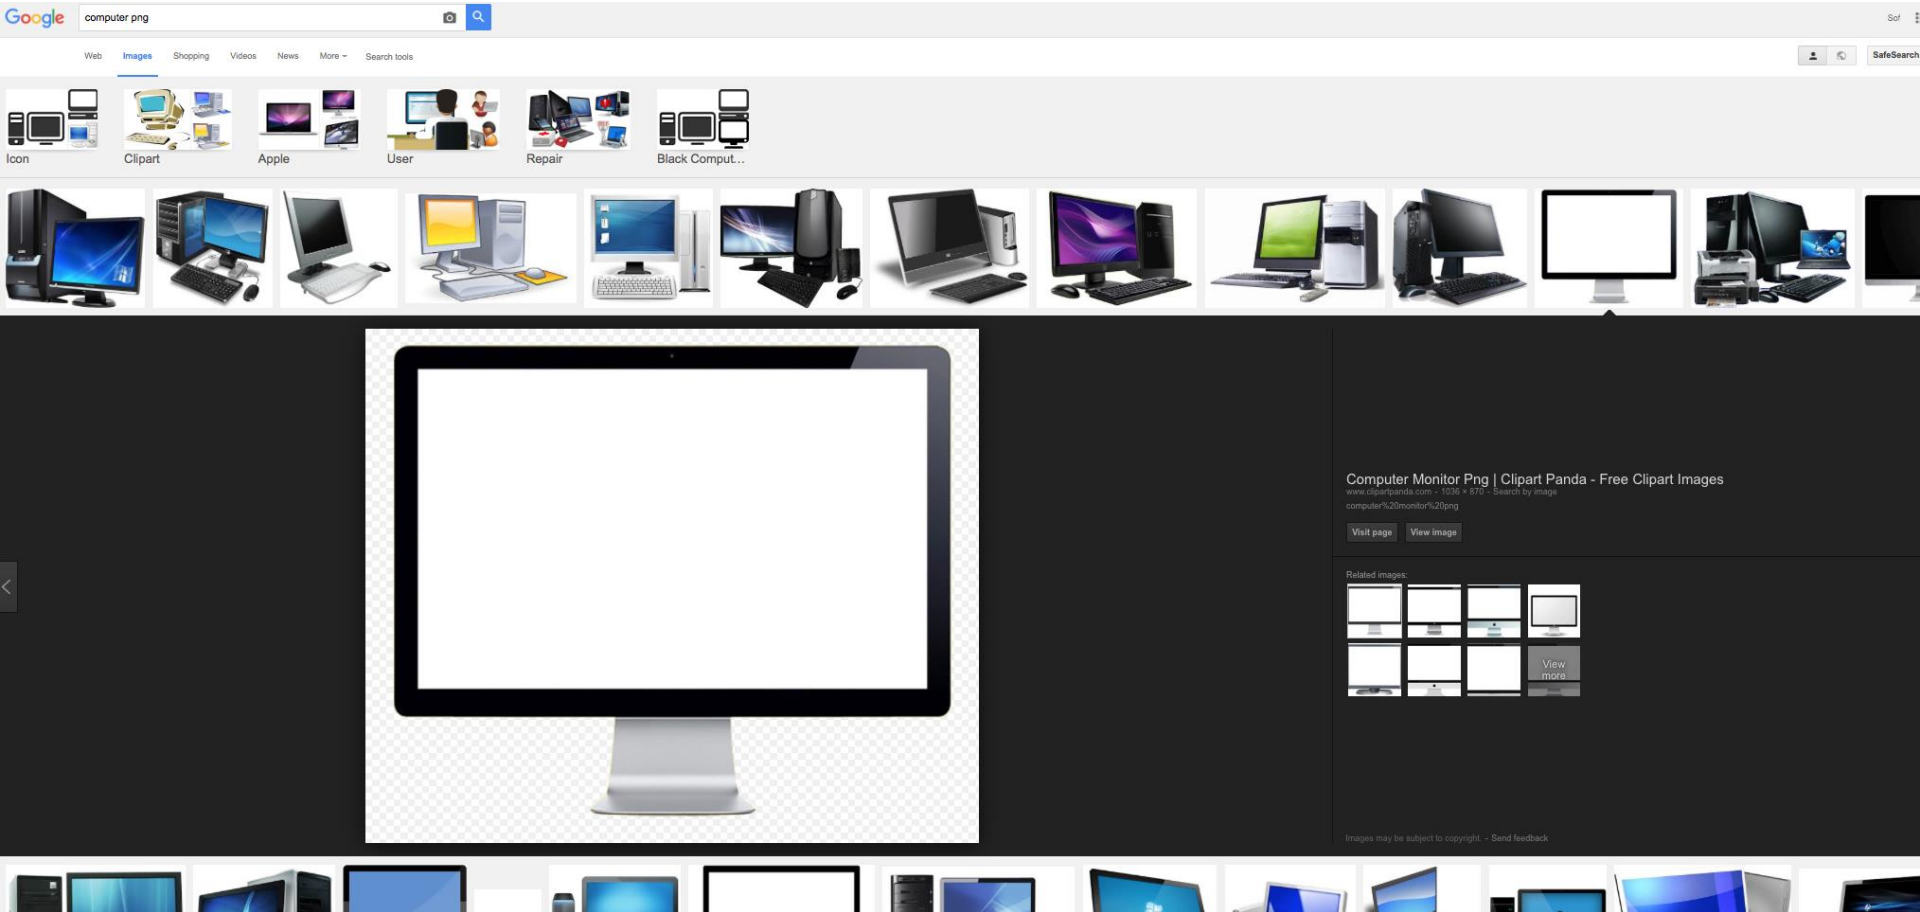 Google computer png Sof
Web Images Shopping Videos News More Search tools SafeSearch
Icon Clipart Apple User Repair Black Comput...
Computer Monitor Png | Clipart Panda - Free Clipart Images
www.clipartpanda.com - 1036 × 870 - Search by image
computer%20monitor%20png
Visit page View image
Related images:
View
more
Images may be subject to copyright. - Send feedback